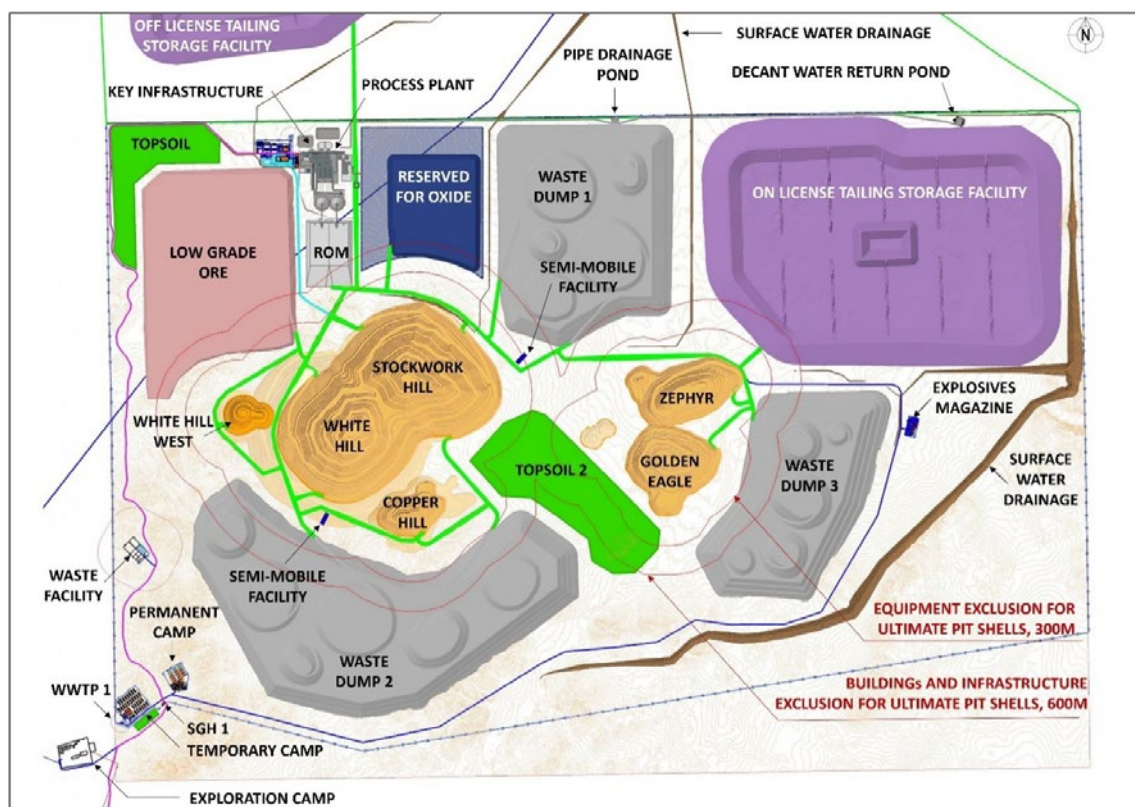 OFF LICENSE TAILING
STORAGE FACILITY
SURFACE WATER DRAINAGE
N
PIPE DRAINAGE
POND
DECANT WATER RETURN POND
KEY INFRASTRUCTURE
PROCESS PLANT
TOPSOIL
RESERVED
FOR OXIDE
WASTE
DUMP 1
ON LICENSE TAILING STORAGE FACILITY
LOW GRADE
ORE
ROM
SEMI-MOBILE
FACILITY
STOCKWORK
HILL
ZEPHYR
EXPLOSIVES
MAGAZINE
WHITE HILL
WEST
WHITE
HILL
TOPSOIL 2
GOLDEN
EAGLE
WASTE
DUMP 3
SURFACE
WATER
DRAINAGE
COPPER
HILL
WASTE
FACILITY
SEMI-MOBILE
FACILITY
PERMANENT
CAMP
EQUIPMENT EXCLUSION FOR
ULTIMATE PIT SHELLS, 300M
WASTE
DUMP 2
BUILDINGs AND INFRASTRUCTURE
EXCLUSION FOR ULTIMATE PIT SHELLS, 600M
WWTP 1
SGH 1
TEMPORARY CAMP
EXPLORATION CAMP